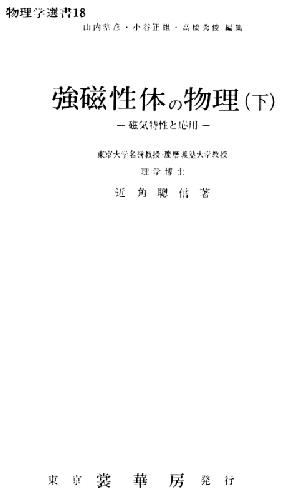 物理学選書18
山内恭彦・小谷正雄・高橋秀俊 編集
強磁性体の物理(下)
―磁気特性と応用―
東京大学名誉教授・慶應義塾大学教授
理学博士
近角聰信著
東京 裳華房 発行